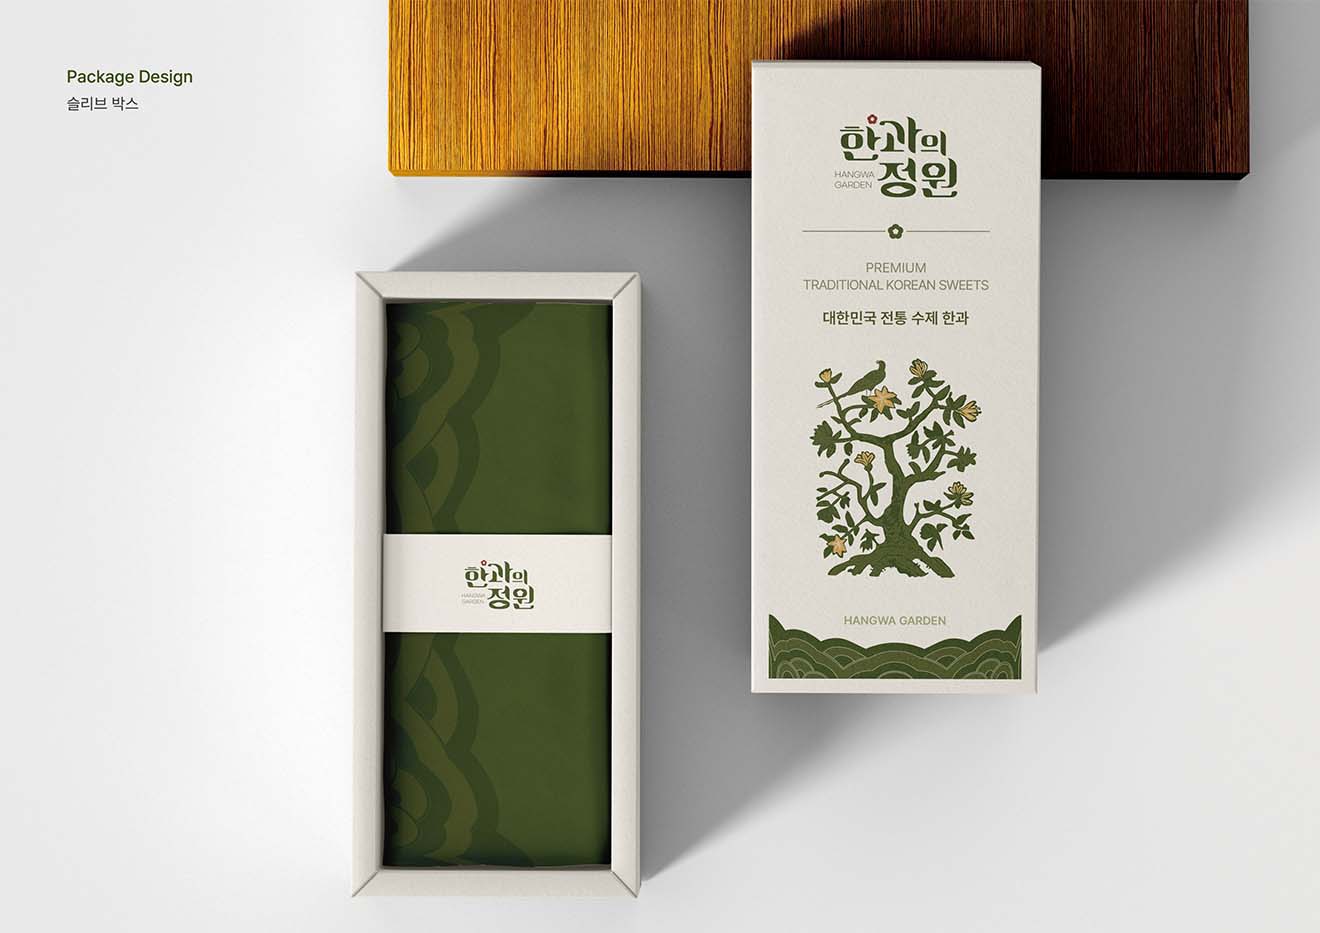 Package Design
슬리브 박스
한과의
HANGWA
GARDEN
정원
PREMIUM
TRADITIONAL KOREAN SWEETS
대한민국 전통 수제 한과
HANGWA GARDEN
한과의
HANGWA
GARDEN
정원